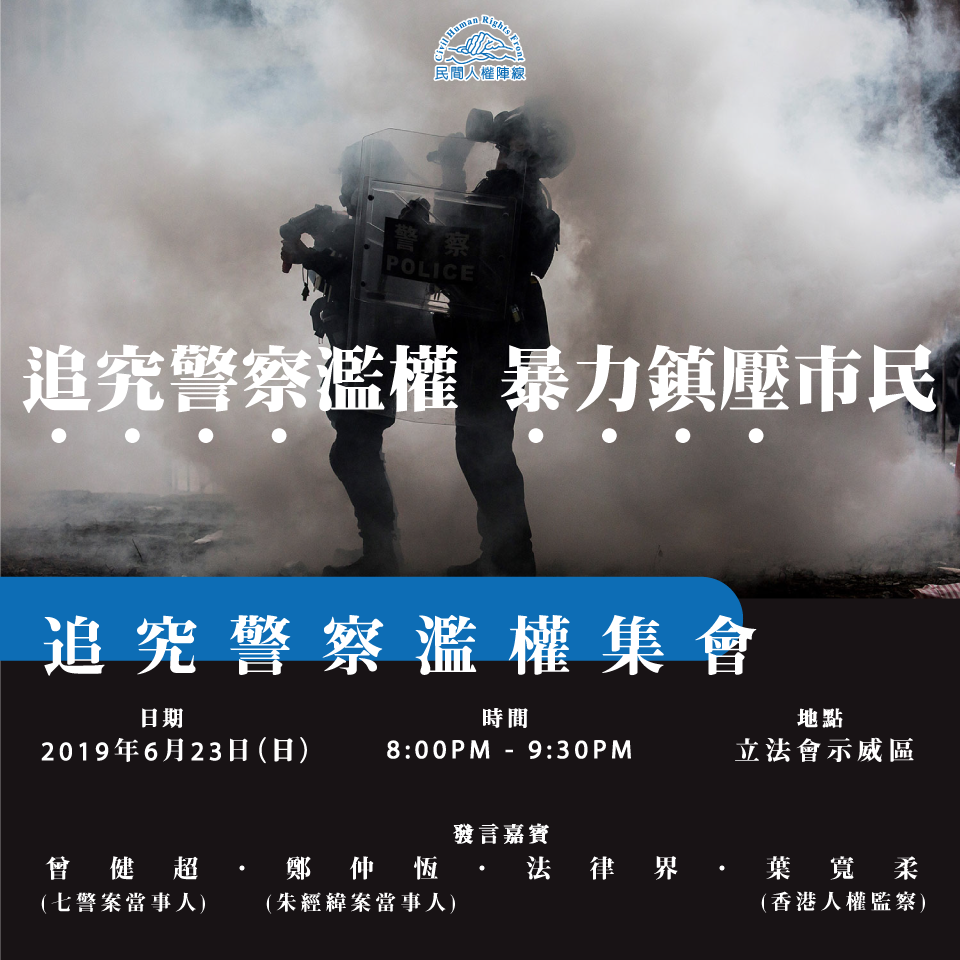 Civil Human Rights Front
民間人權陣線
警察
POLICE
追究警察濫權 暴力鎮壓市民
追究警察濫權集會
日期 時間 地點
2019年6月23日(日) 8:00PM - 9:30PM 立法會示威區
發言嘉賓
曾健超・鄭仲恆・法律界・葉寬柔
(七警案當事人) (朱經緯案當事人) (香港人權監察)